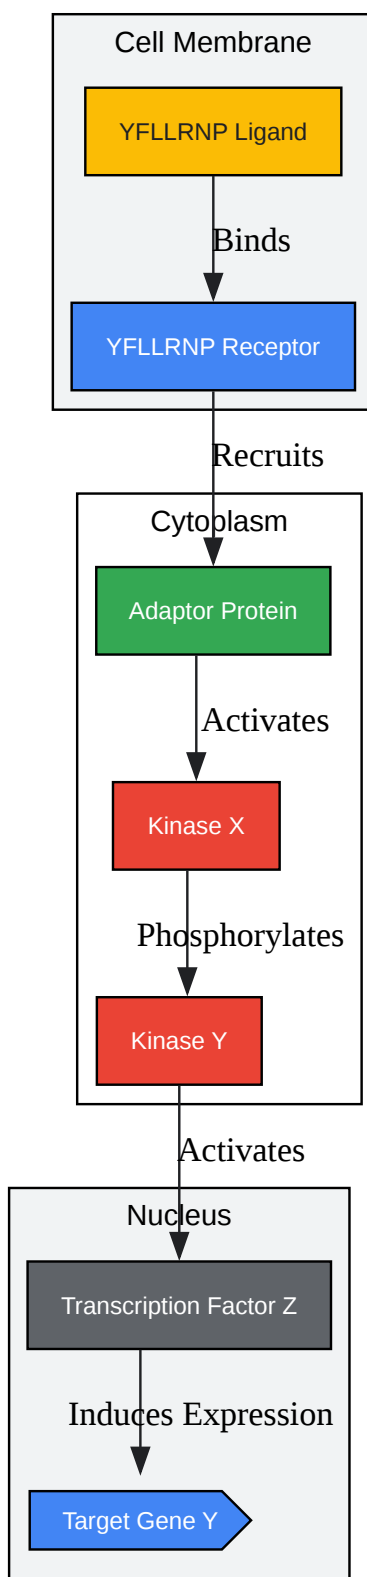 Cell Membrane
YFLLRNP Ligand
Binds
YFLLRNP Receptor
Recruits
Cytoplasm
Adaptor Protein
Activates
Kinase X
Phosphorylates
Kinase Y
Activates
Nucleus
Transcription Factor Z
Induces Expression
Target Gene Y